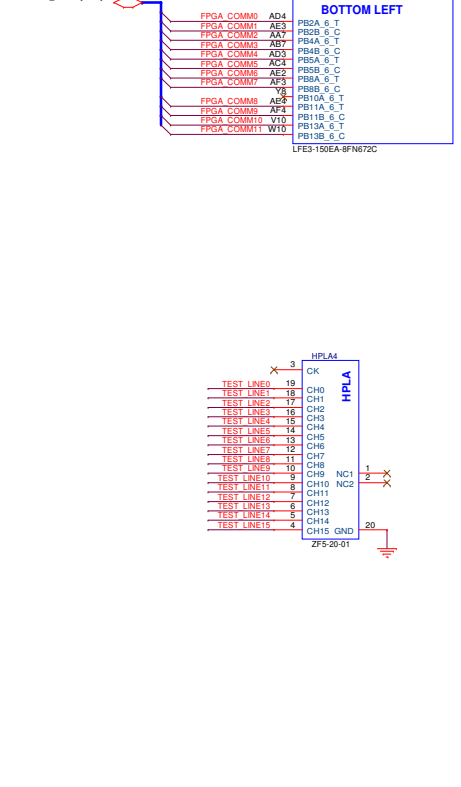 BOTTOM LEFT
FPGA_COMM0 AD4 PB2A_6_T
FPGA_COMM1 AE3 PB2B_6_C
FPGA_COMM2 AA7 PB4A_6_T
FPGA_COMM3 AB7 PB4B_6_C
FPGA_COMM4 AD3 PB5A_6_T
FPGA_COMM5 AC4 PB5B_6_C
FPGA_COMM6 AE2 PB8A_6_T
FPGA_COMM7 AF3 PB8B_6_C
Y8 PB10A_6_T
FPGA_COMM8 AE4 PB11A_6_T
FPGA_COMM9 AF4 PB11B_6_C
FPGA_COMM10 V10 PB13A_6_T
FPGA_COMM11 W10 PB13B_6_C
LFE3-150EA-8FN672C
HPLA4
3 CK
HPLA
TEST_LINE0 19 CH0
TEST_LINE1 18 CH1
TEST_LINE2 17 CH2
TEST_LINE3 16 CH3
TEST_LINE4 15 CH4
TEST_LINE5 14 CH5
TEST_LINE6 13 CH6
TEST_LINE7 12 CH7
TEST_LINE8 11 CH8
TEST_LINE9 10 CH9 NC1 1
TEST_LINE10 9 CH10 NC2 2
TEST_LINE11 8 CH11
TEST_LINE12 7 CH12
TEST_LINE13 6 CH13
TEST_LINE14 5 CH14
TEST_LINE15 4 CH15 GND 20
ZF5-20-01